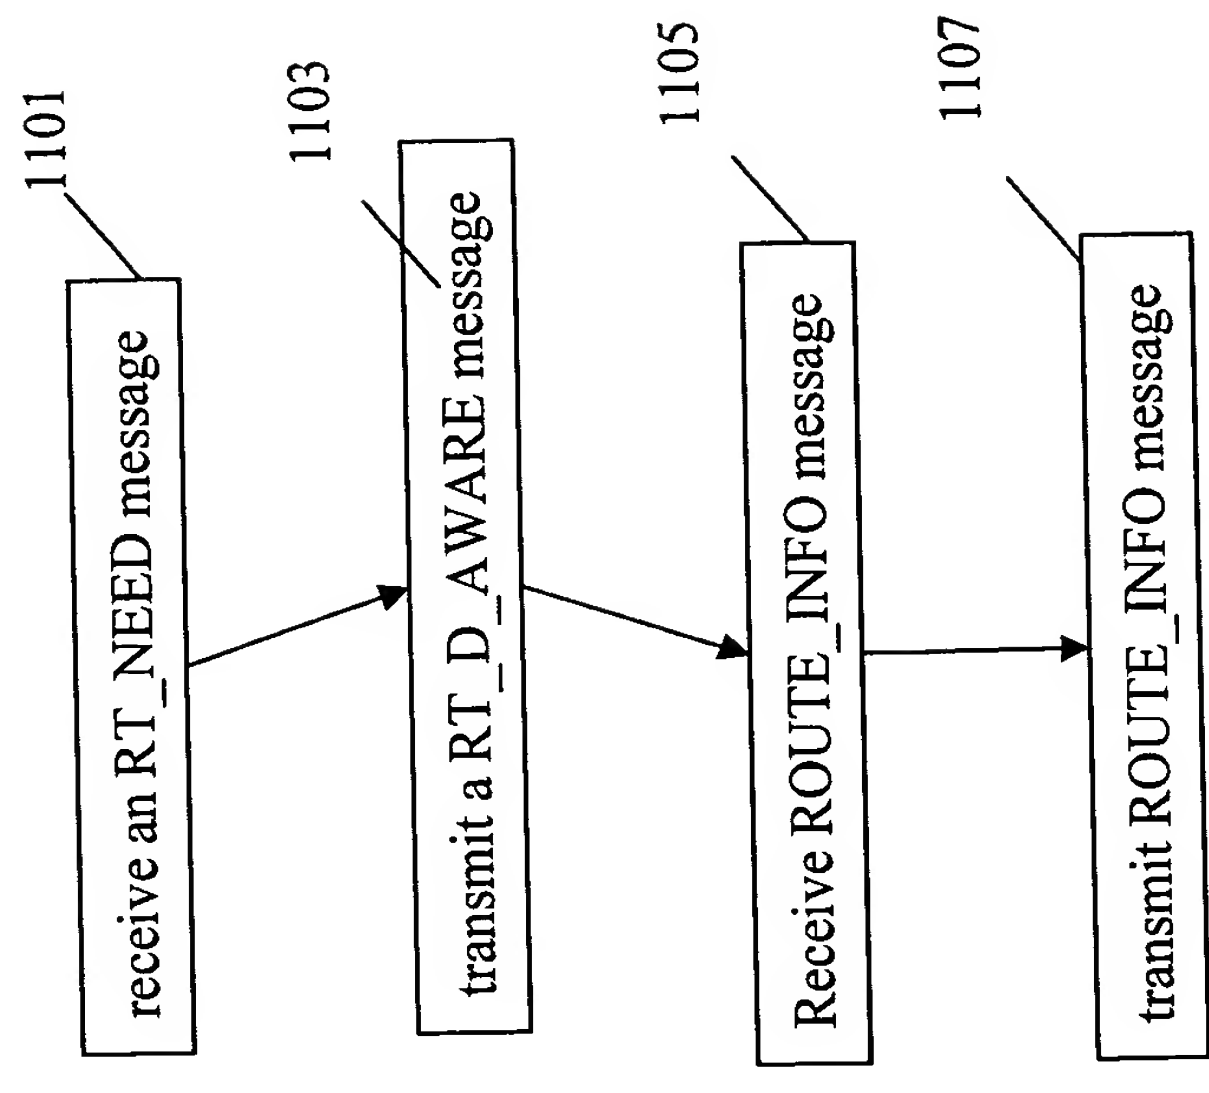 1101
receive an RT_NEED message
1103
transmit a RT_D_AWARE message
1105
Receive ROUTE_INFO message
1107
transmit ROUTE_INFO message